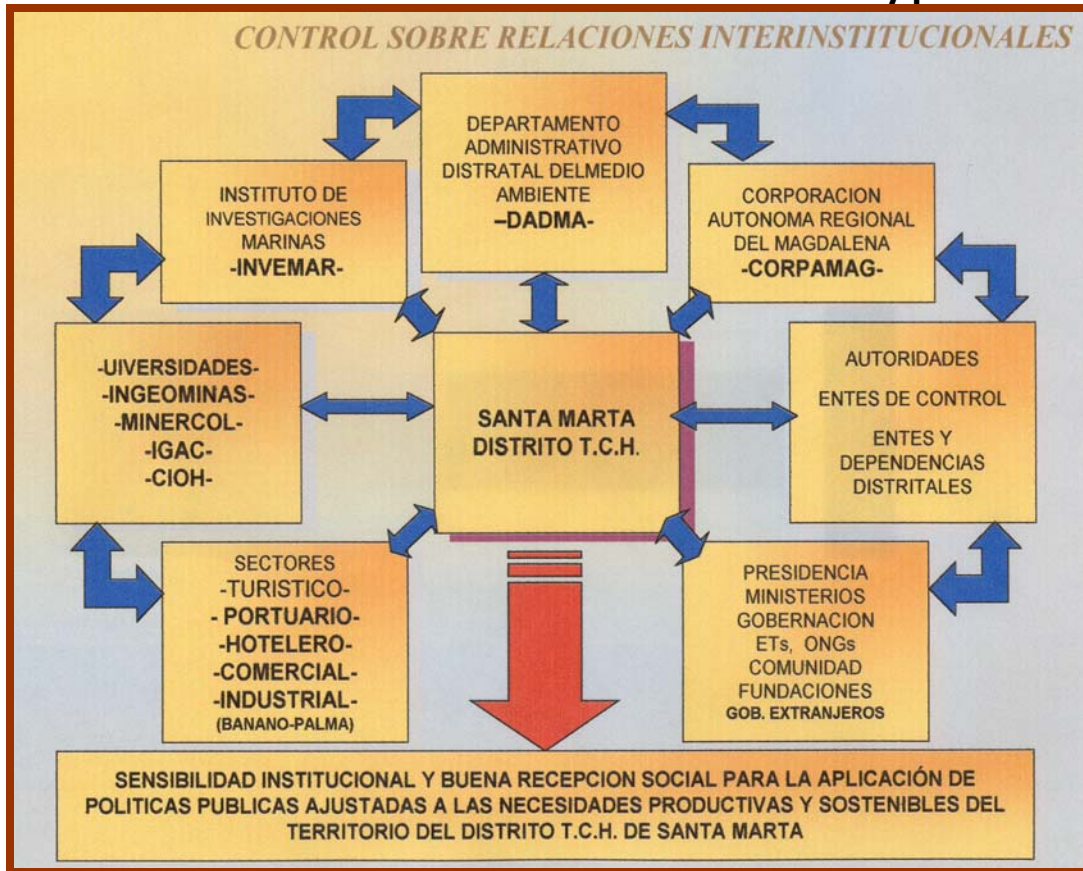 CONTROL SOBRE RELACIONES INTERINSTITUCIONALES
DEPARTAMENTO
ADMINISTRATIVO
DISTRATAL DELMEDIO
AMBIENTE
–DADMA-
INSTITUTO DE
INVESTIGACIONES
MARINAS
-INVEMAR-
CORPORACION
AUTONOMA REGIONAL
DEL MAGDALENA
-CORPAMAG-
-UIVERSIDADES-
-INGEOMINAS-
-MINERCOL-
-IGAC-
-CIOH-
SANTA MARTA
DISTRITO T.C.H.
AUTORIDADES
ENTES DE CONTROL
ENTES Y
DEPENDENCIAS
DISTRITALES
SECTORES
-TURISTICO-
- PORTUARIO-
-HOTELERO-
-COMERCIAL-
-INDUSTRIAL-
(BANANO-PALMA)
PRESIDENCIA
MINISTERIOS
GOBERNACION
ETs, ONGs
COMUNIDAD
FUNDACIONES
GOB. EXTRANJEROS
SENSIBILIDAD INSTITUCIONAL Y BUENA RECEPCION SOCIAL PARA LA APLICACIÓN DE
POLITICAS PUBLICAS AJUSTADAS A LAS NECESIDADES PRODUCTIVAS Y SOSTENIBLES DEL
TERRITORIO DEL DISTRITO T.C.H. DE SANTA MARTA